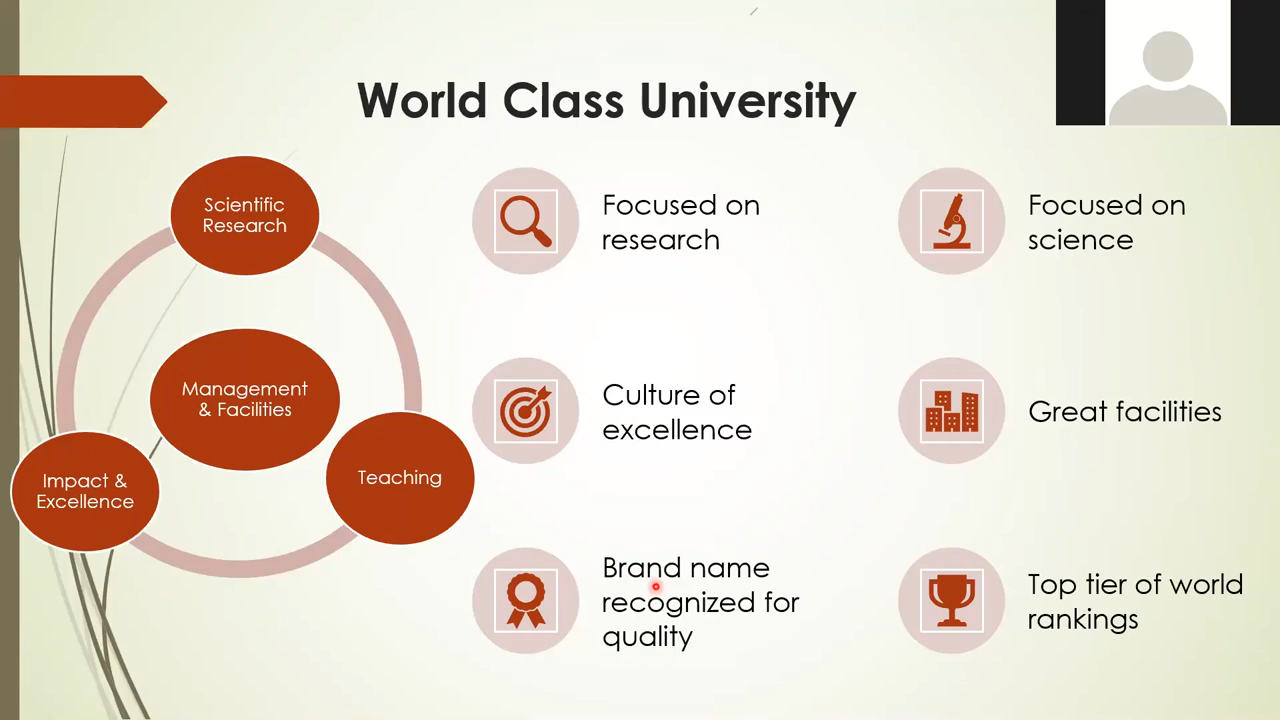 World Class University
Scientific
Research
Management
& Facilities
Impact &
Excellence
Teaching
Focused on
research
Focused on
science
Culture of
excellence
Great facilities
Brand name
recognized for
quality
Top tier of world
rankings